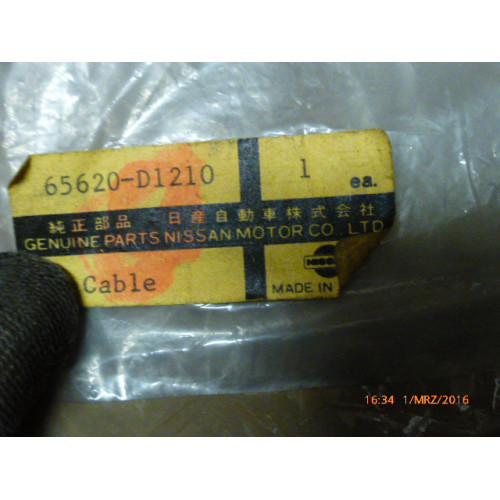 65620-D1210 1 ea.
純正部品 日産自動車株式会社
GENUINE PARTS NISSAN MOTOR CO., LTD.
Cable
MADE IN
16:34 1/MRZ/2016